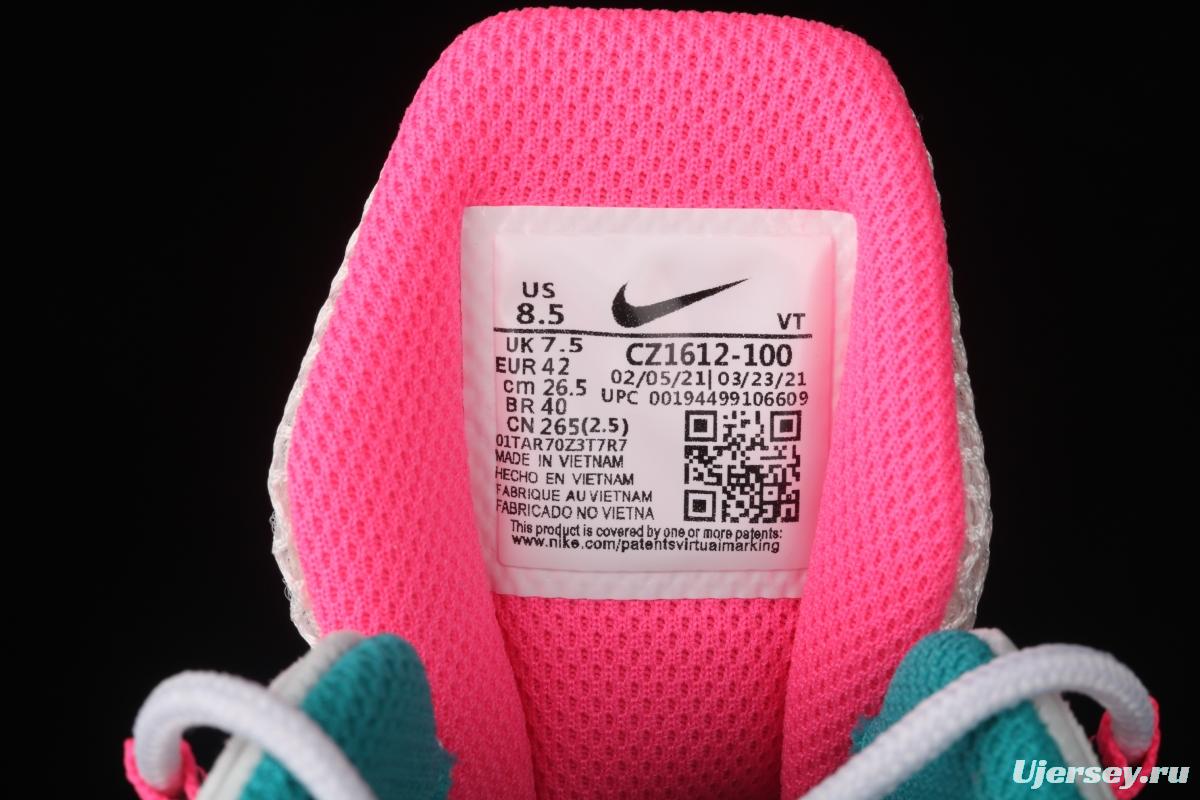 US
8.5
VT
UK 7.5
EUR 42
cm 26.5
BR 40
CN 265(2.5)
CZ1612-100
02/05/21| 03/23/21
UPC 00194499106609
01TAR70Z3T7R7
MADE IN VIETNAM
HECHO EN VIETNAM
FABRIQUE AU VIETNAM
FABRICADO NO VIETNA
This product is covered by one or more patents:
www.nike.com/patentsvirtuaimarking
Ujersey.ru